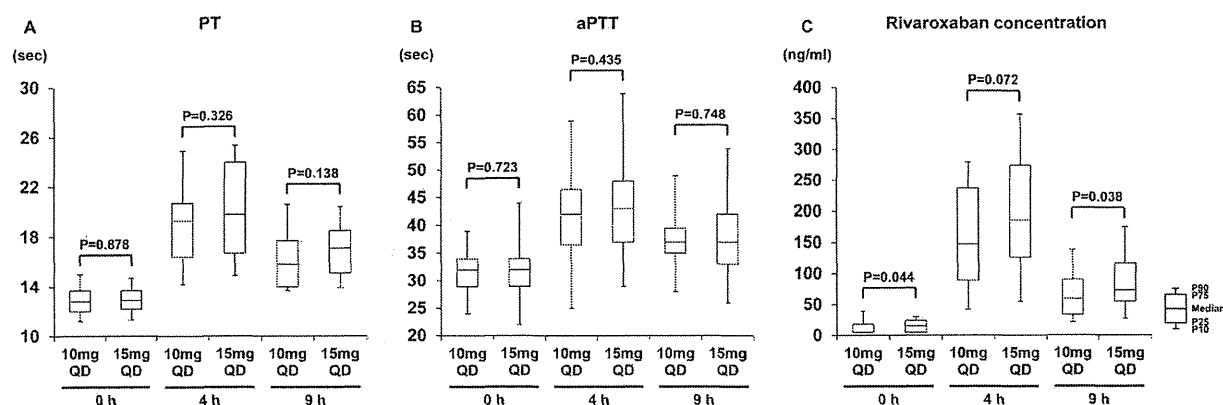 A
PT
(sec)
30
26
22
18
14
10
P=0.878
P=0.326
P=0.138
10mg QD
15mg QD
10mg QD
15mg QD
10mg QD
15mg QD
0 h
4 h
9 h
B
aPTT
(sec)
65
60
55
50
45
40
35
30
25
20
P=0.723
P=0.435
P=0.748
10mg QD
15mg QD
10mg QD
15mg QD
10mg QD
15mg QD
0 h
4 h
9 h
C
Rivaroxaban concentration
(ng/ml)
400
350
300
250
200
150
100
50
0
P=0.044
P=0.072
P=0.038
10mg QD
15mg QD
10mg QD
15mg QD
10mg QD
15mg QD
0 h
4 h
9 h
P90
P75
Median
P25
P10